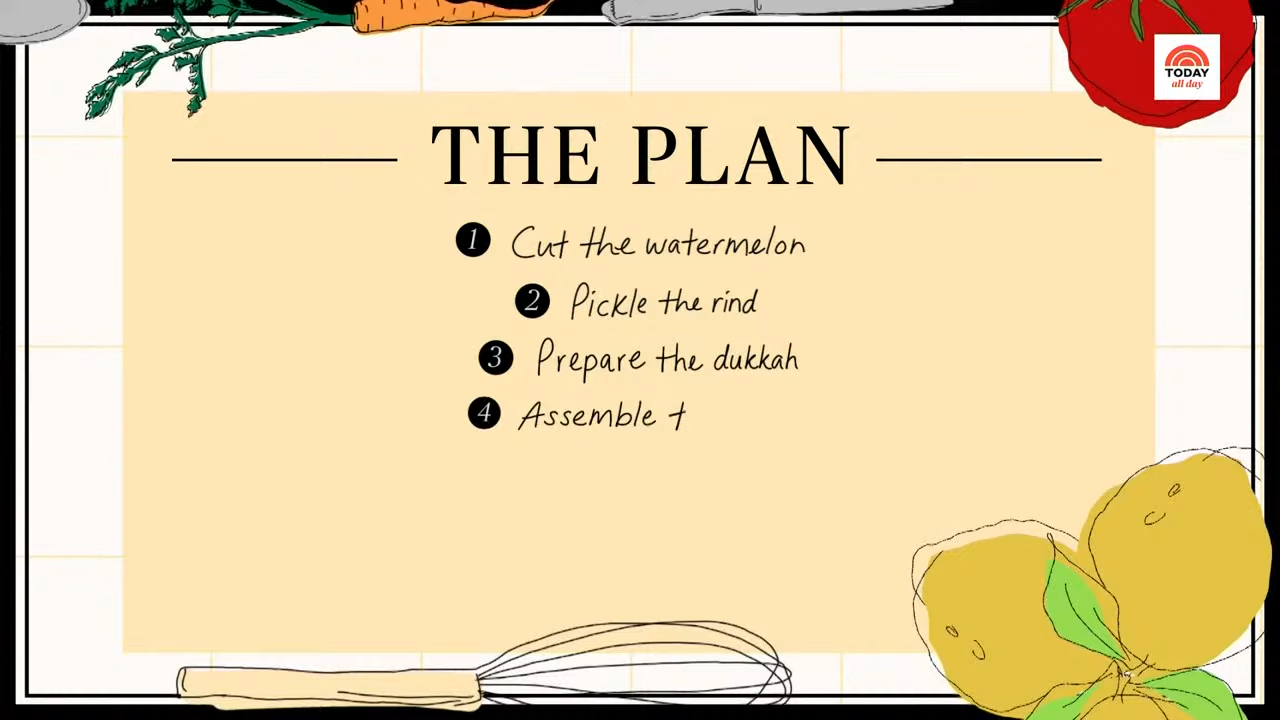 TODAY
all day
THE PLAN
1 Cut the watermelon
2 Pickle the rind
3 Prepare the dukkah
4 Assemble t